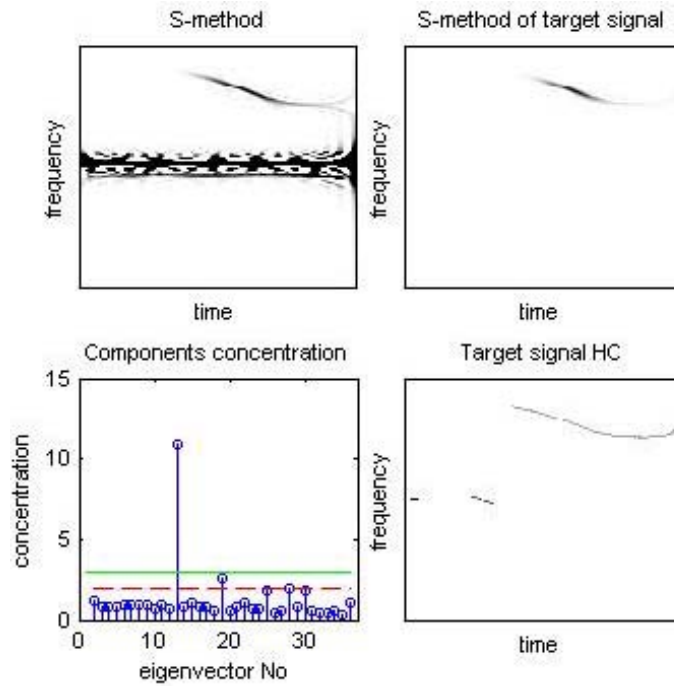 S-method
frequency
time
S-method of target signal
frequency
time
Components concentration
concentration
15
10
5
0
0
10
20
30
eigenvector No
Target signal HC
frequency
time